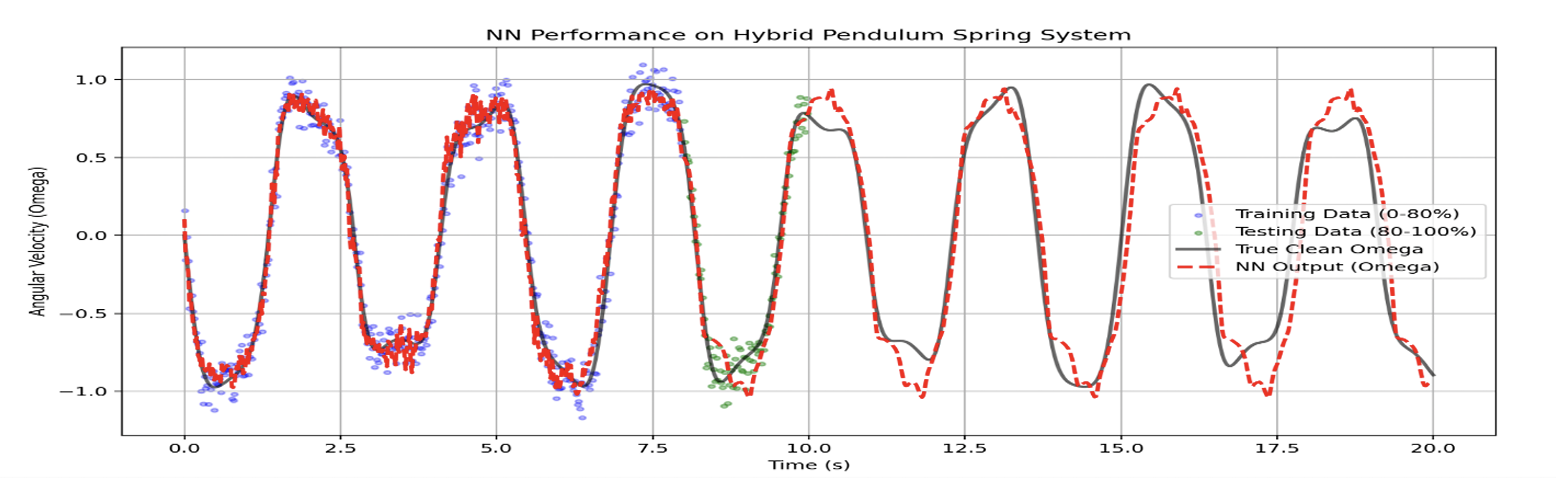 NN Performance on Hybrid Pendulum Spring System
Angular Velocity (Omega)
1.0
0.5
0.0
−0.5
−1.0
Training Data (0-80%)
Testing Data (80-100%)
True Clean Omega
NN Output (Omega)
0.0 2.5 5.0 7.5 10.0 12.5 15.0 17.5 20.0
Time (s)